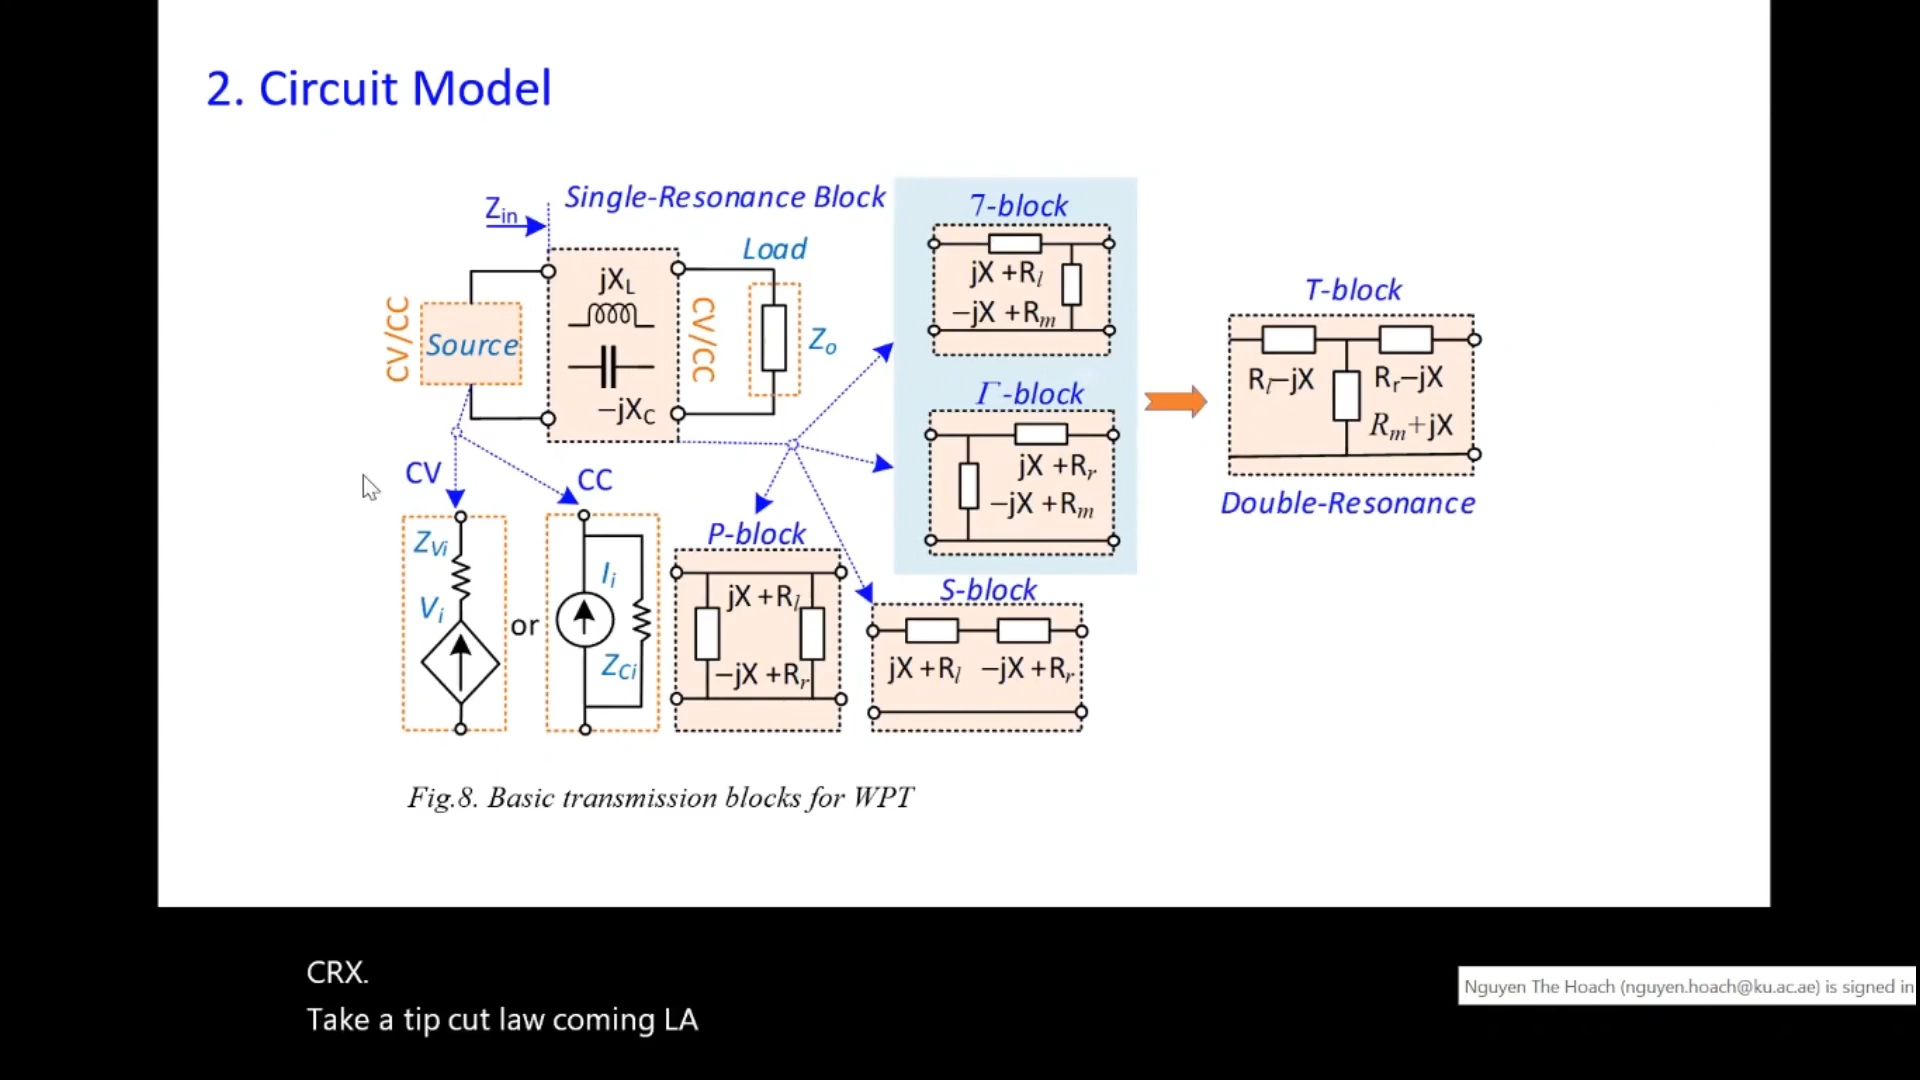 2. Circuit Model
Zin
Single-Resonance Block
Load
CV/CC
Source
jXL
−jXC
CV/CC
Zo
7-block
jX +Rl
−jX +Rm
Γ-block
jX +Rr
−jX +Rm
T-block
Rl−jX
Rr−jX
Rm+jX
Double-Resonance
CV
CC
ZVi
Vi
or
Ii
ZCi
P-block
jX +Rl
−jX +Rr
S-block
jX +Rl
−jX +Rr
Fig.8. Basic transmission blocks for WPT
CRX.
Take a tip cut law coming LA
Nguyen The Hoach (nguyen.hoach@ku.ac.ae) is signed in